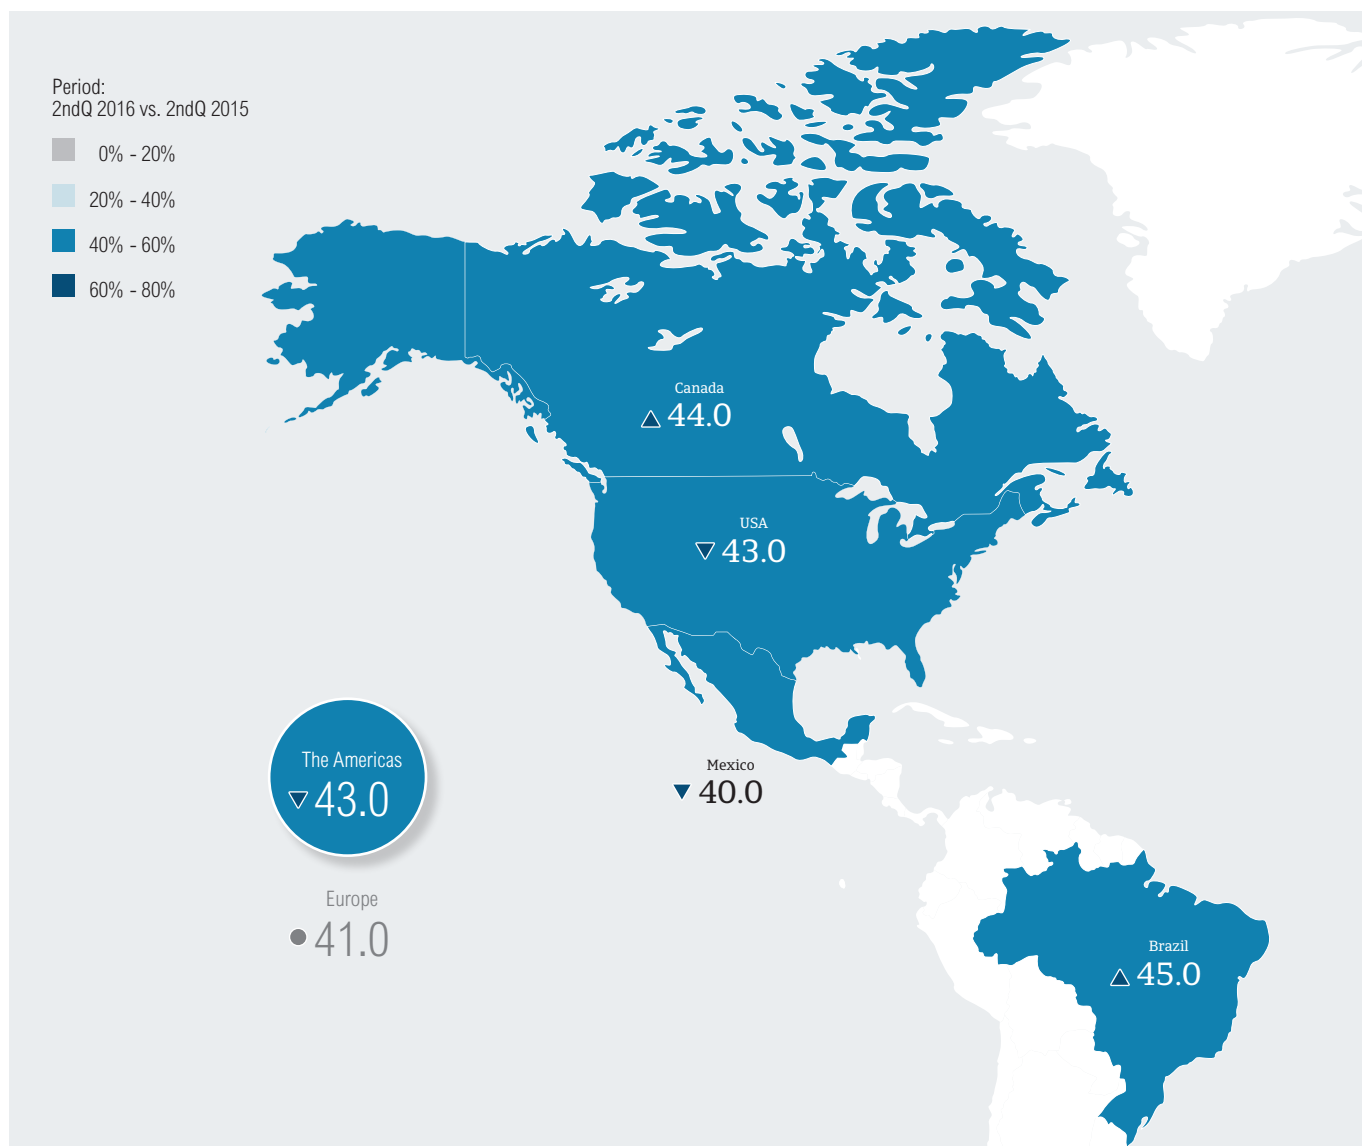 Period:
2ndQ 2016 vs. 2ndQ 2015
0% - 20%
20% - 40%
40% - 60%
60% - 80%
Canada
44.0
USA
43.0
The Americas
43.0
Mexico
40.0
Europe
41.0
Brazil
45.0